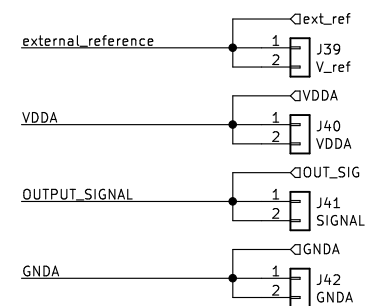 ext_ref
external_reference
1
J39
2
V_ref
VDDA
VDDA
1
J40
2
VDDA
OUT_SIG
OUTPUT_SIGNAL
1
J41
2
SIGNAL
GNDA
GNDA
1
J42
2
GNDA